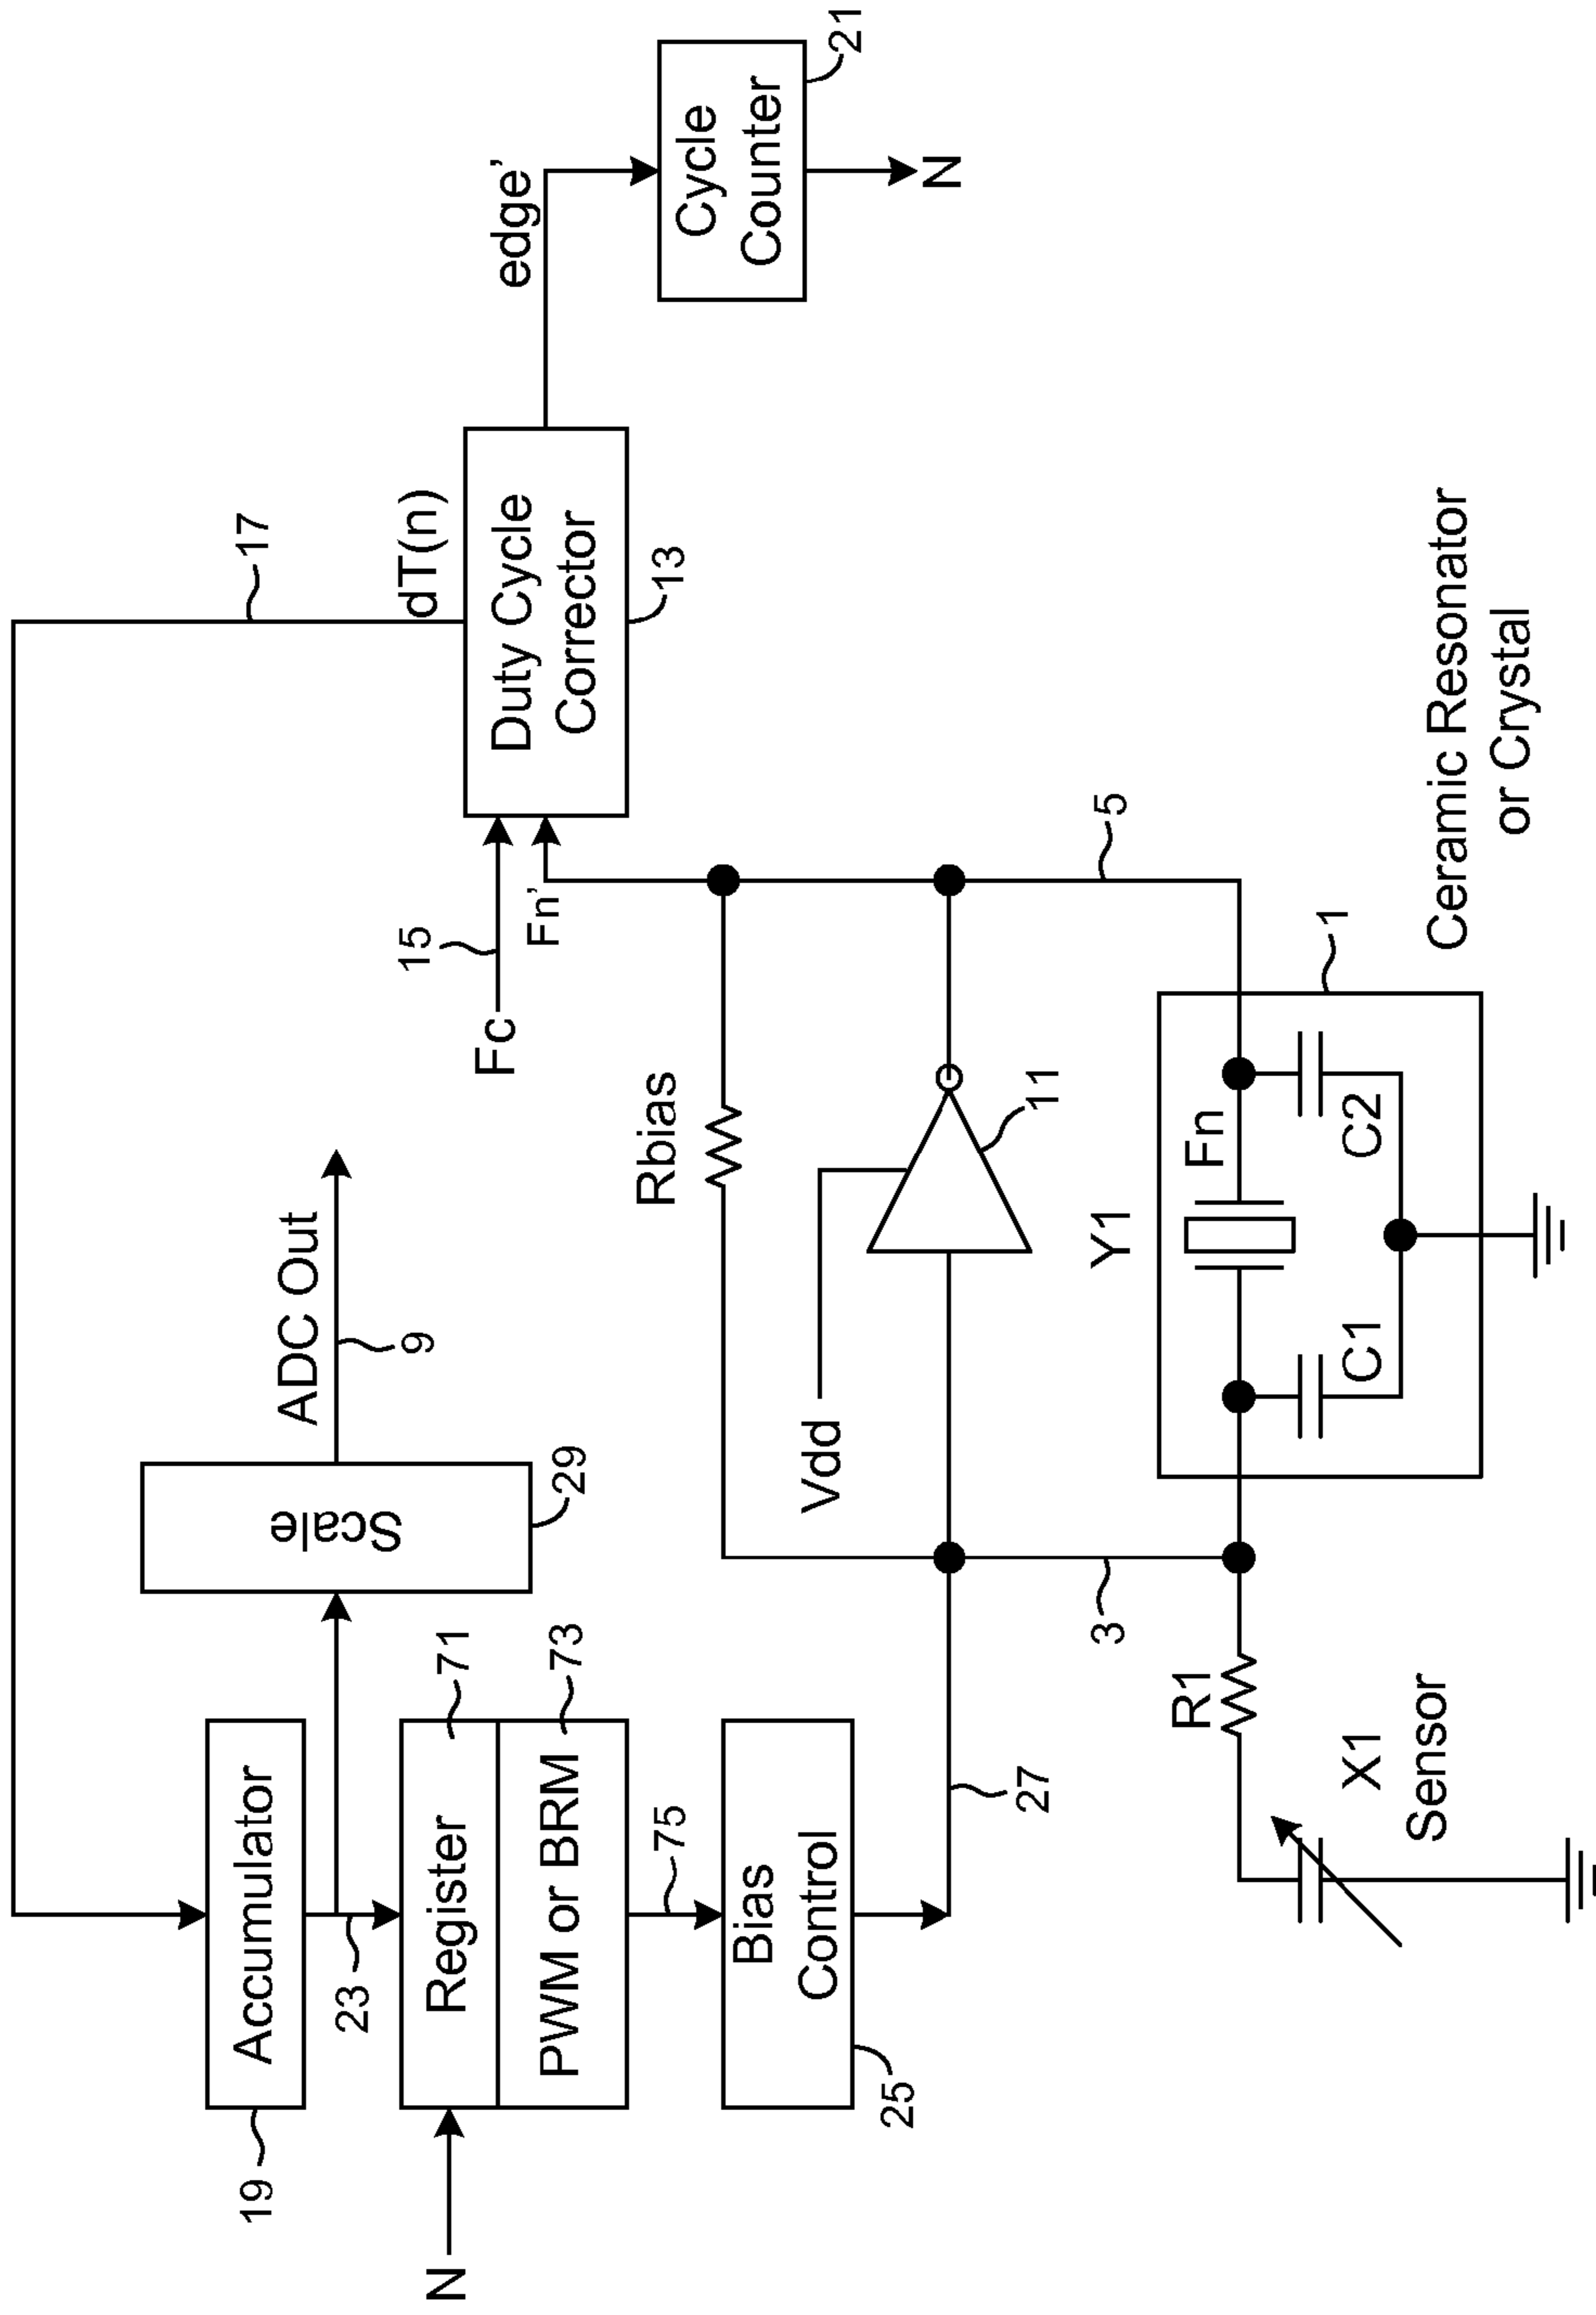 17
dT(n)
Accumulator
19
23
Scale
29
ADC Out
9
N
Register
71
PWM or BRM
73
75
Fc
15
Fn’
Duty Cycle
Corrector
13
edge’
Cycle
Counter
21
N
Bias
Control
25
27
Rbias
Vdd
11
3
5
R1
X1
Sensor
Y1
Fn
C1
C2
1
Ceramic Resonator
or Crystal